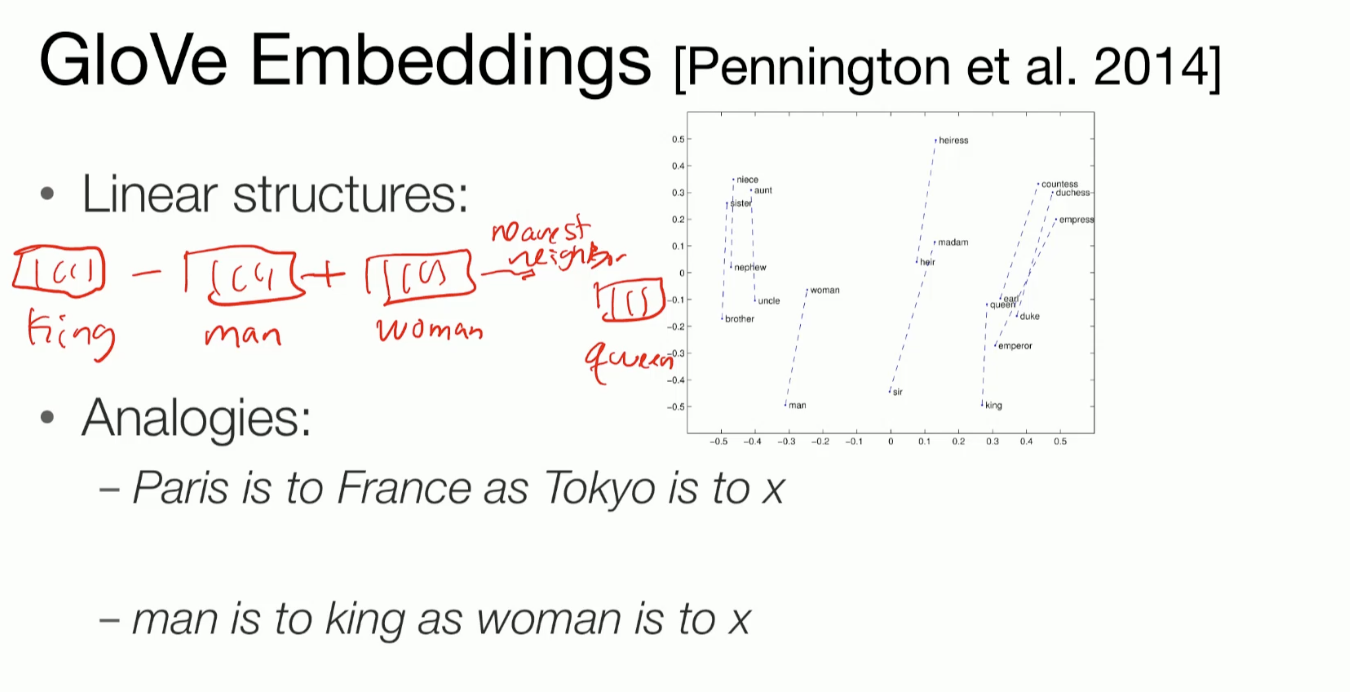 GloVe Embeddings [Pennington et al. 2014]
• Linear structures:
nearest
neighbor
− + →
king man woman
queen
0.5
0.4
0.3
0.2
0.1
0
-0.1
-0.2
-0.3
-0.4
-0.5
-0.5 -0.4 -0.3 -0.2 -0.1 0 0.1 0.2 0.3 0.4 0.5
heiress
niece
aunt
sister
countess
duchess
empress
madam
heir
nephew
woman
uncle
earl
queen
duke
brother
emperor
sir
man
king
• Analogies:
– Paris is to France as Tokyo is to x
– man is to king as woman is to x